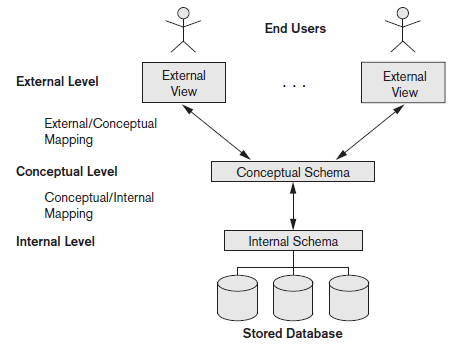 End Users
External Level
External
View
. . .
External
View
External/Conceptual
Mapping
Conceptual Level
Conceptual Schema
Conceptual/Internal
Mapping
Internal Level
Internal Schema
Stored Database